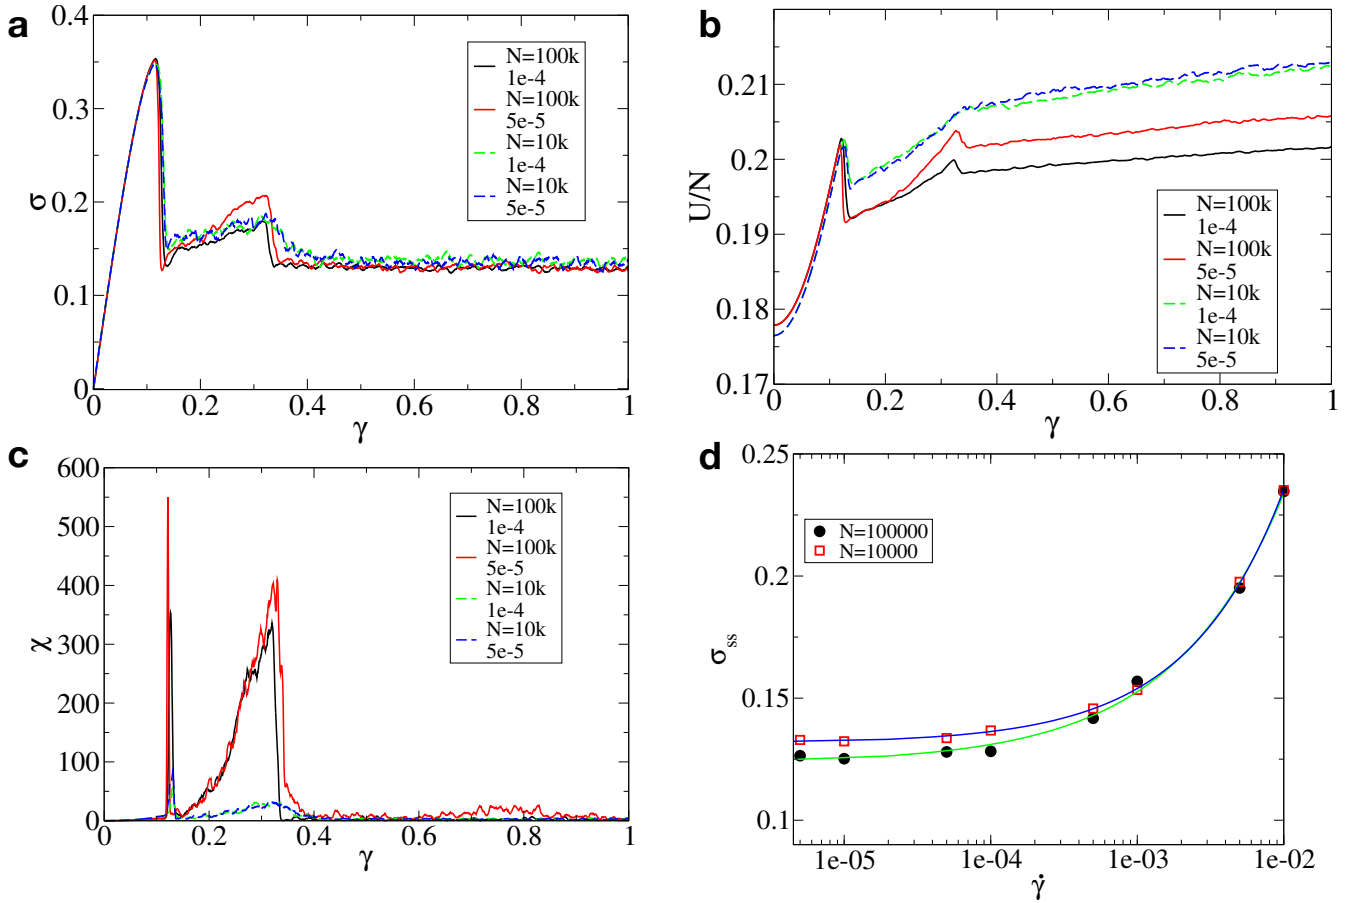 a
σ
0.4
0.3
0.2
0.1
0
0 0.2 0.4 0.6 0.8 1
γ
N=100k
1e-4
N=100k
5e-5
N=10k
1e-4
N=10k
5e-5
b
U/N
0.21
0.2
0.19
0.18
0.17
0 0.2 0.4 0.6 0.8 1
γ
N=100k
1e-4
N=100k
5e-5
N=10k
1e-4
N=10k
5e-5
c
χ
600
500
400
300
200
100
0
0 0.2 0.4 0.6 0.8 1
γ
N=100k
1e-4
N=100k
5e-5
N=10k
1e-4
N=10k
5e-5
d
σss
0.25
0.2
0.15
0.1
1e-05 1e-04 1e-03 1e-02
γ̇
N=100000
N=10000